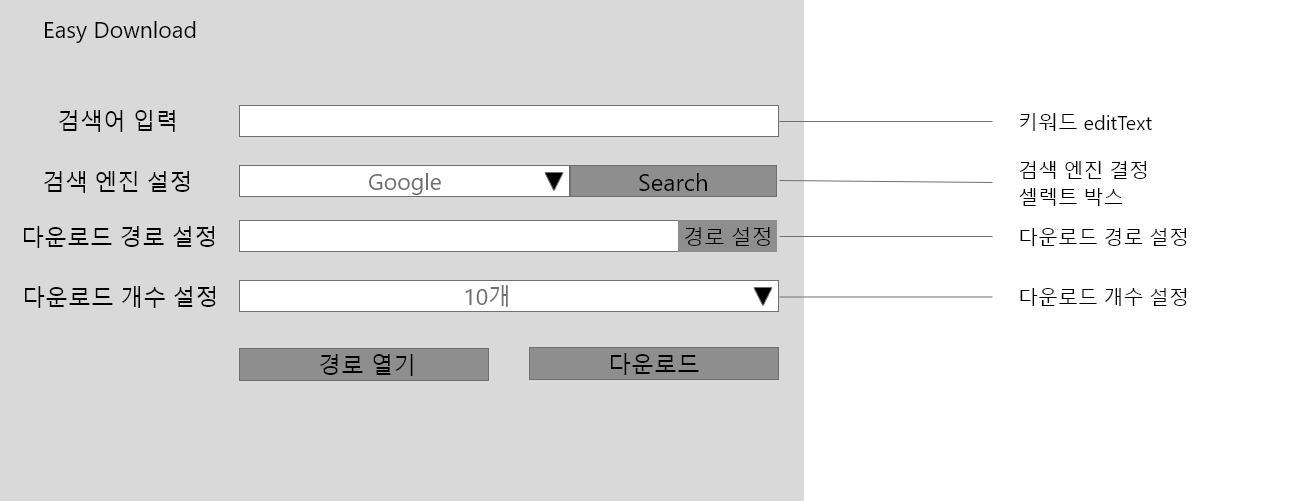 Easy Download
검색어 입력
키워드 editText
검색 엔진 설정
Google
Search
검색 엔진 결정
셀렉트 박스
다운로드 경로 설정
경로 설정
다운로드 경로 설정
다운로드 개수 설정
10개
다운로드 개수 설정
경로 열기
다운로드